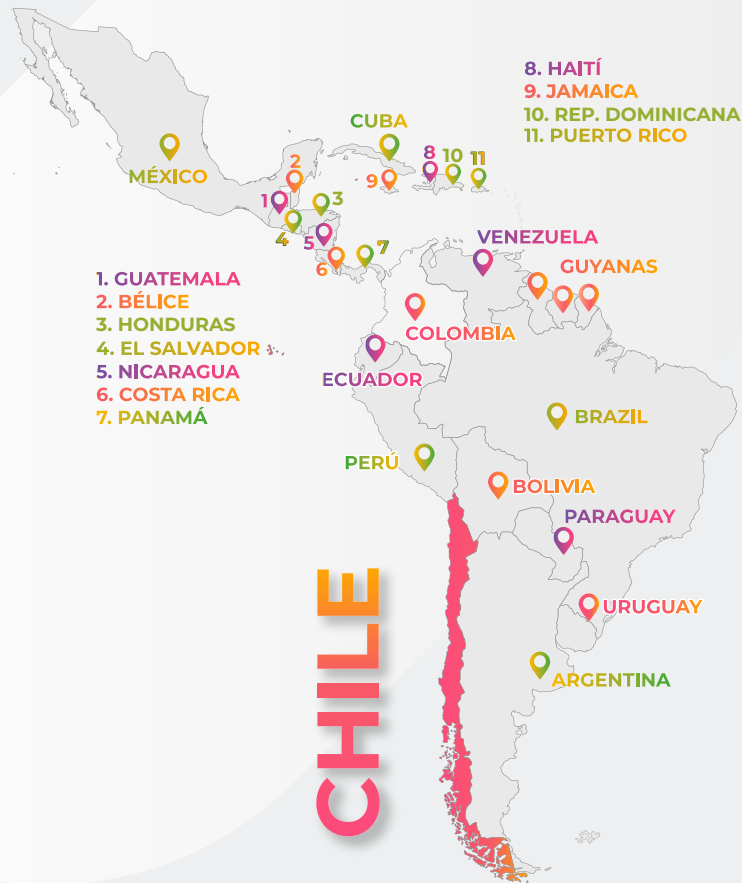 8. HAITÍ
9. JAMAICA
10. REP. DOMINICANA
11. PUERTO RICO
CUBA
MÉXICO
2
8
10
11
9
1
3
4
5
7
6
VENEZUELA
GUYANAS
1. GUATEMALA
2. BÉLICE
3. HONDURAS
4. EL SALVADOR
5. NICARAGUA
6. COSTA RICA
7. PANAMÁ
COLOMBIA
ECUADOR
BRAZIL
PERÚ
BOLIVIA
PARAGUAY
CHILE
URUGUAY
ARGENTINA